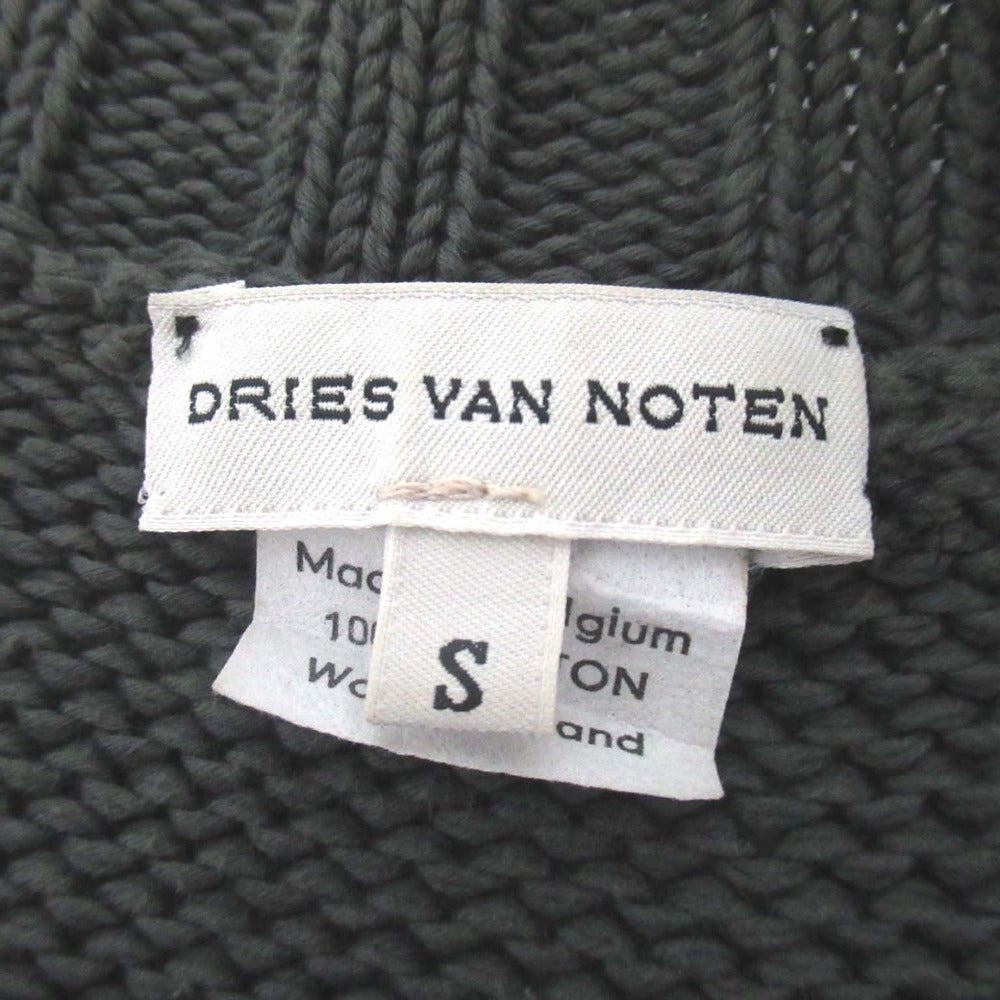 DRIES VAN NOTEN
S
Mad lgium
100 TON
Wa and